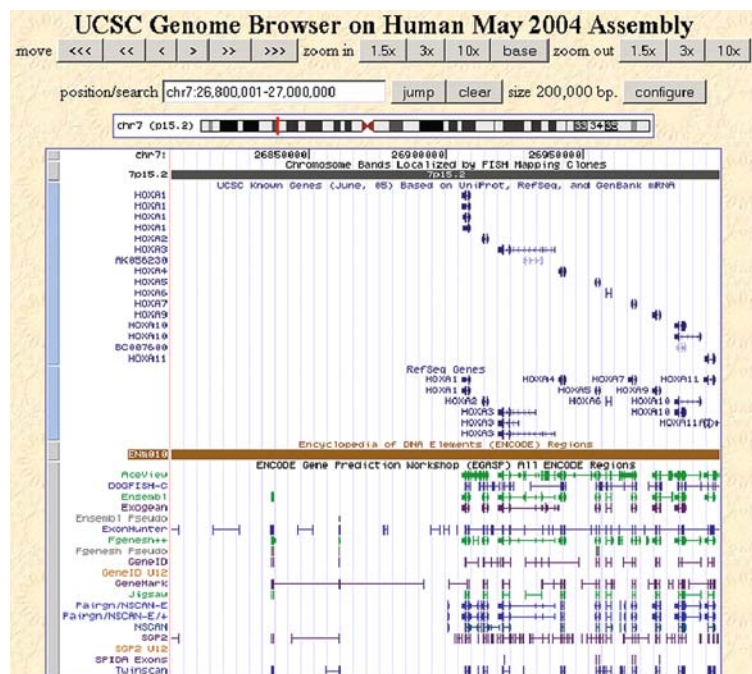 UCSC Genome Browser on Human May 2004 Assembly
move <<< << < > >> >>> zoom in 1.5x 3x 10x base zoom out 1.5x 3x 10x
position/search chr7:26,800,001-27,000,000 jump clear size 200,000 bp. configure
chr7 (p15.2)
chr7: 26850000| 26900000| 26950000|
Chromosome Bands Localized by FISH Mapping Clones
7p15.2 7p15.2
UCSC Known Genes (June, 05) Based on UniProt, RefSeq, and GenBank mRNA
HOXA1
HOXA1
HOXA1
HOXA1
HOXA2
HOXA3
AK056230
HOXA4
HOXA5
HOXA6
HOXA7
HOXA9
HOXA10
HOXA10
BC007600
HOXA11
RefSeq Genes
HOXA1 HOXA4 HOXA7 HOXA11
HOXA1 HOXA5 HOXA9
HOXA2 HOXA6 HOXA10
HOXA3 HOXA10
HOXA3 HOXA11
HOXA3
Encyclopedia of DNA Elements (ENCODE) Regions
ENm010
ENCODE Gene Prediction Workshop (EGASP) All ENCODE Regions
AceView
DOGFISH-C
Ensembl
Exogean
Ensembl Pseudo
ExonHunter
Fgenesh++
Fgenesh Pseudo
GeneID
GeneID U12
GeneMark
Jigsaw
Pairgn/NSCAN-E
Pairgn/NSCAN-E/+
NSCAN
SGP2
SGP2 U12
SPIDA Exons
Twinscan